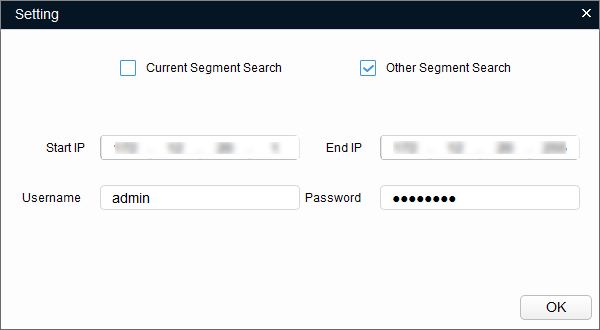 Setting
Current Segment Search Other Segment Search
Start IP End IP
Username admin Password ●●●●●●●●
OK